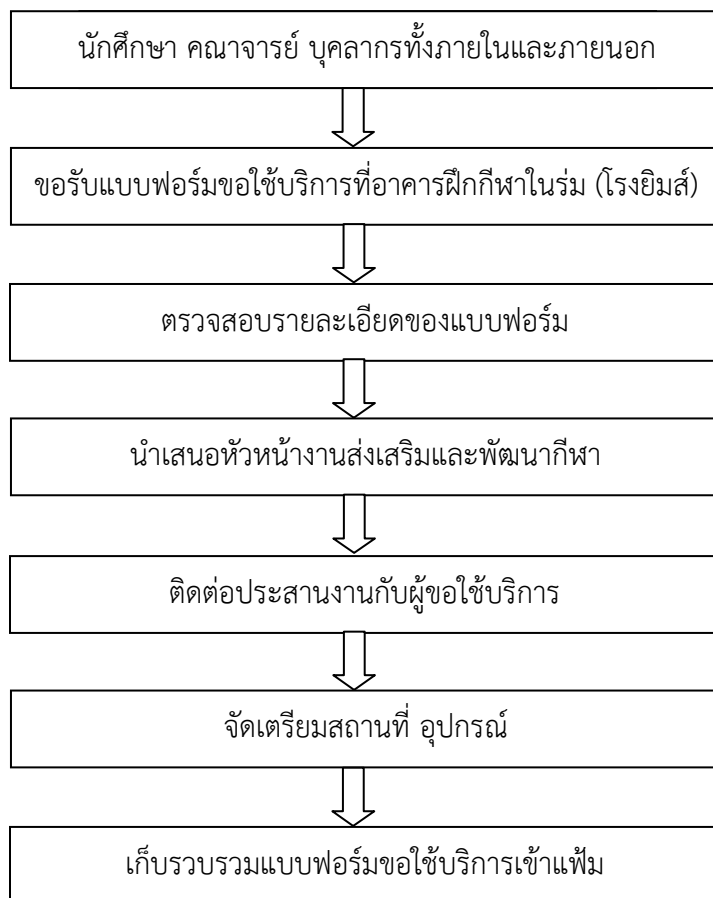 นักศึกษา คณาจารย์ บุคลากรทั้งภายในและภายนอก
ขอรับแบบฟอร์มขอใช้บริการที่อาคารฝึกกีฬาในร่ม (โรงยิมส์)
ตรวจสอบรายละเอียดของแบบฟอร์ม
นำเสนอหัวหน้างานส่งเสริมและพัฒนากีฬา
ติดต่อประสานงานกับผู้ขอใช้บริการ
จัดเตรียมสถานที่ อุปกรณ์
เก็บรวบรวมแบบฟอร์มขอใช้บริการเข้าแฟ้ม